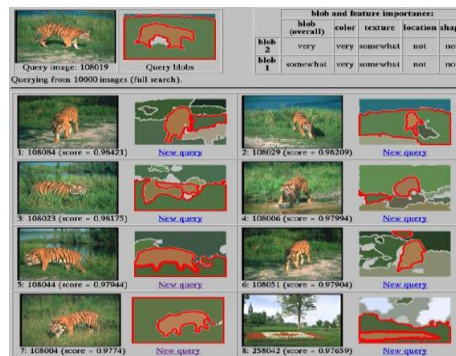 blob and feature importance:
blob (overall) color texture location shap
blob 2 very very somewhat not not
blob 1 somewhat very somewhat not not
Query image: 108019 Query blobs
Querying from 10000 images (full search).
1: 108084 (score = 0.98421) New query
2: 108029 (score = 0.98209) New query
3: 108023 (score = 0.98175) New query
4: 108006 (score = 0.97994) New query
5: 108044 (score = 0.97944) New query
6: 108051 (score = 0.97904) New query
7: 108004 (score = 0.9774) New query
8: 258042 (score = 0.97659) New query